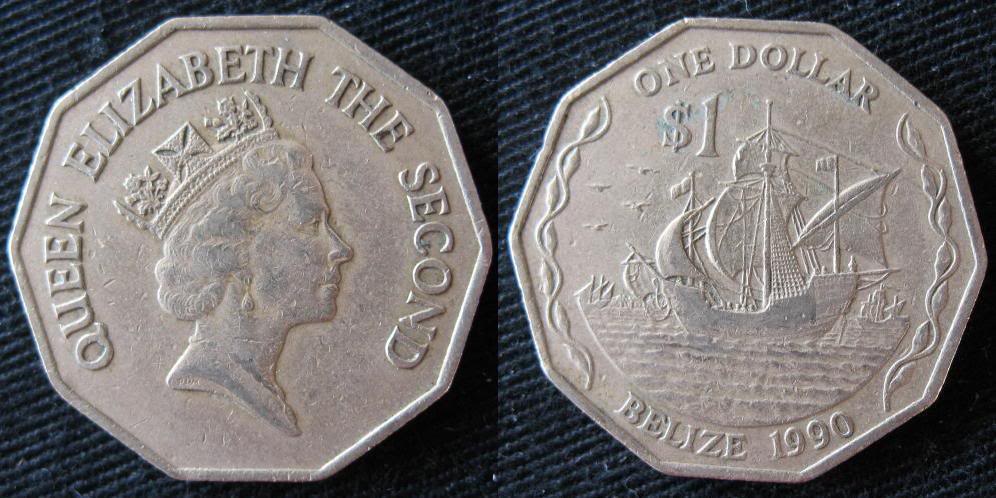 QUEEN ELIZABETH THE SECOND
ONE DOLLAR
$1
BELIZE 1990